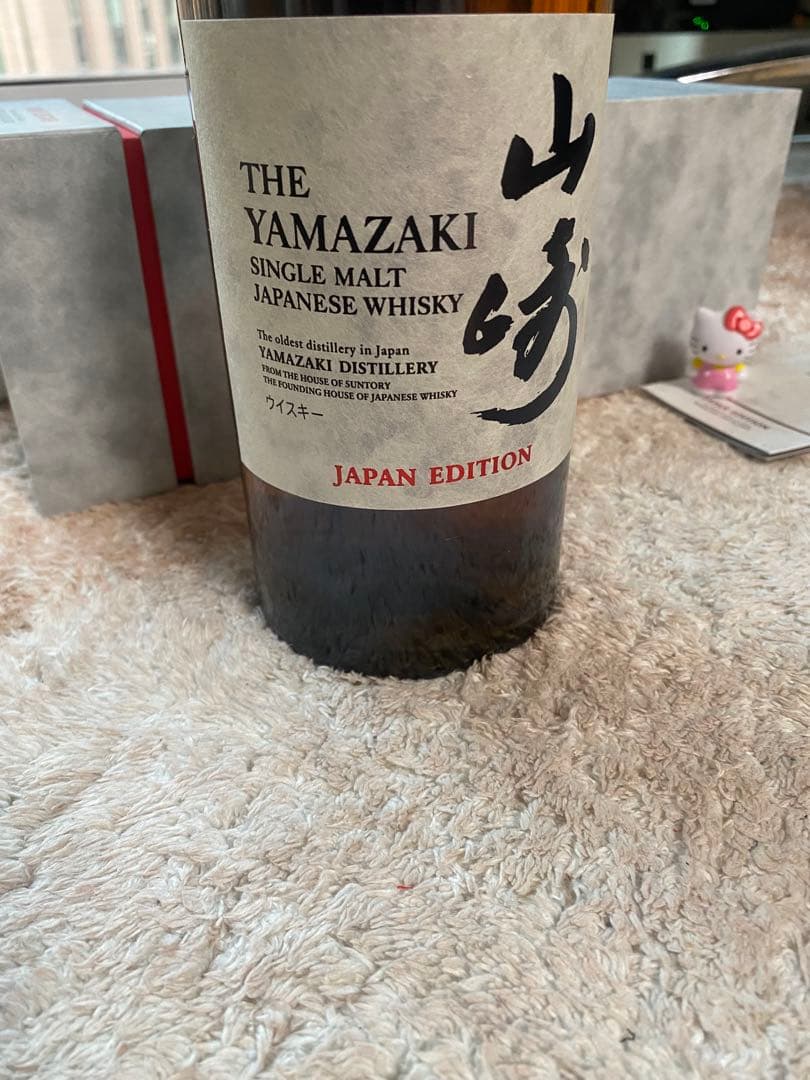 THE
YAMAZAKI
SINGLE MALT
JAPANESE WHISKY
The oldest distillery in Japan
YAMAZAKI DISTILLERY
FROM THE HOUSE OF SUNTORY
THE FOUNDING HOUSE OF JAPANESE WHISKY
ウイスキー
山崎
JAPAN EDITION